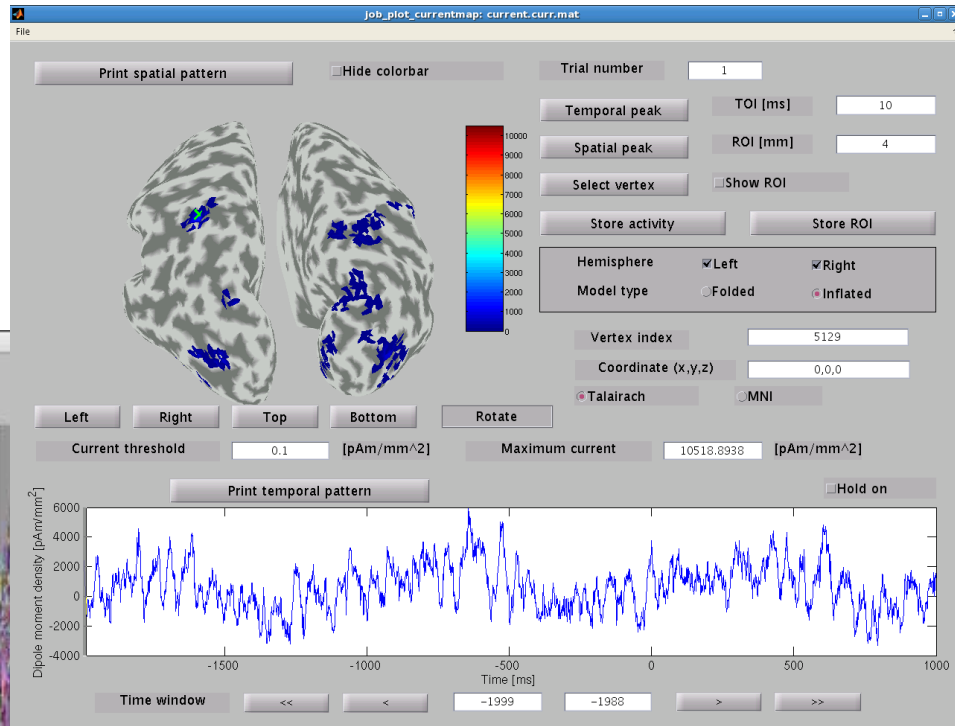 job_plot_currentmap: current.curr.mat
File
Print spatial pattern
Hide colorbar
Trial number 1
Temporal peak
TOI [ms] 10
Spatial peak
ROI [mm] 4
Select vertex
Show ROI
Store activity
Store ROI
Hemisphere Left Right
Model type Folded Inflated
Vertex index 5129
Coordinate (x,y,z) 0,0,0
Talairach MNI
10000
9000
8000
7000
6000
5000
4000
3000
2000
1000
0
Left Right Top Bottom Rotate
Current threshold 0.1 [pAm/mm^2] Maximum current 10518.8938 [pAm/mm^2]
Print temporal pattern
Hold on
Dipole moment density [pAm/mm²]
6000
4000
2000
0
-2000
-4000
-1500 -1000 -500 0 500 1000
Time [ms]
Time window << < -1999 -1988 > >>